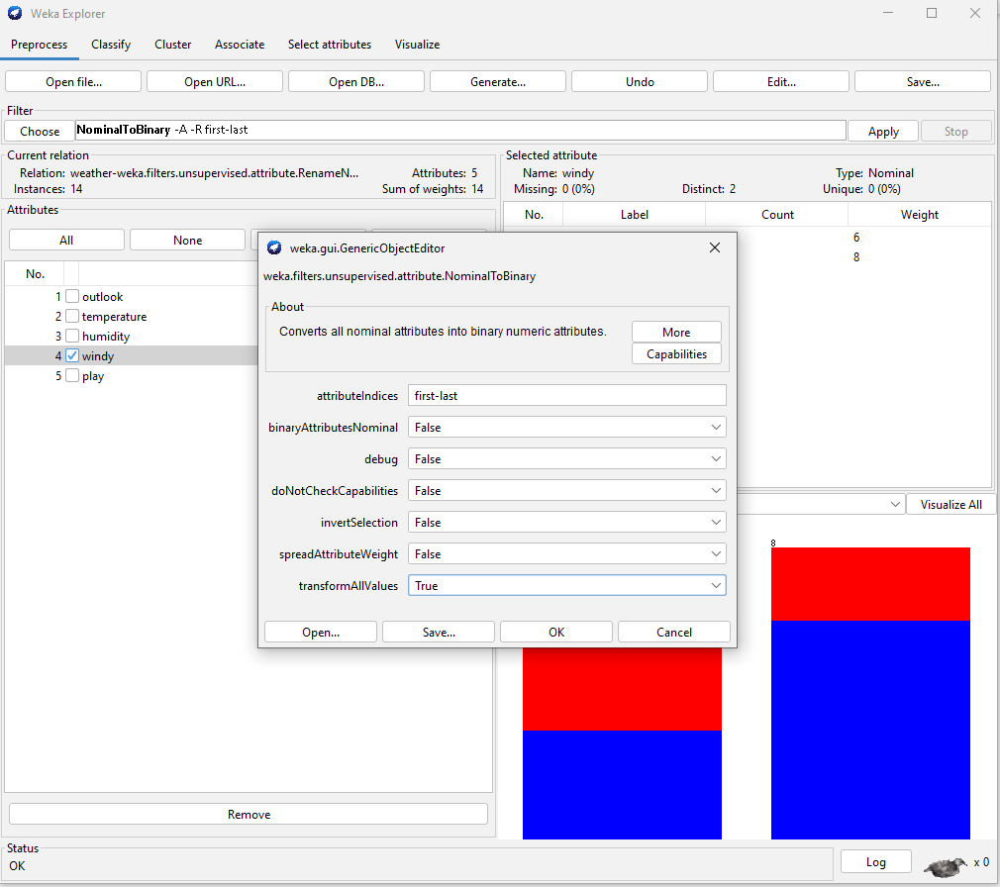 Weka Explorer
Preprocess Classify Cluster Associate Select attributes Visualize
Open file... Open URL... Open DB... Generate... Undo Edit... Save...
Filter
Choose NominalToBinary -A -R first-last Apply Stop
Current relation
Relation: weather-weka.filters.unsupervised.attribute.RenameN... Attributes: 5
Instances: 14 Sum of weights: 14
Selected attribute
Name: windy Type: Nominal
Missing: 0 (0%) Distinct: 2 Unique: 0 (0%)
No. Label Count Weight
6
8
Attributes
All None
No.
1 outlook
2 temperature
3 humidity
4 windy
5 play
Remove
weka.gui.GenericObjectEditor
weka.filters.unsupervised.attribute.NominalToBinary
About
Converts all nominal attributes into binary numeric attributes. More
Capabilities
attributeIndices first-last
binaryAttributesNominal False
debug False
doNotCheckCapabilities False
invertSelection False
spreadAttributeWeight False
transformAllValues True
Open... Save... OK Cancel
Visualize All
8
Status
OK
Log x 0